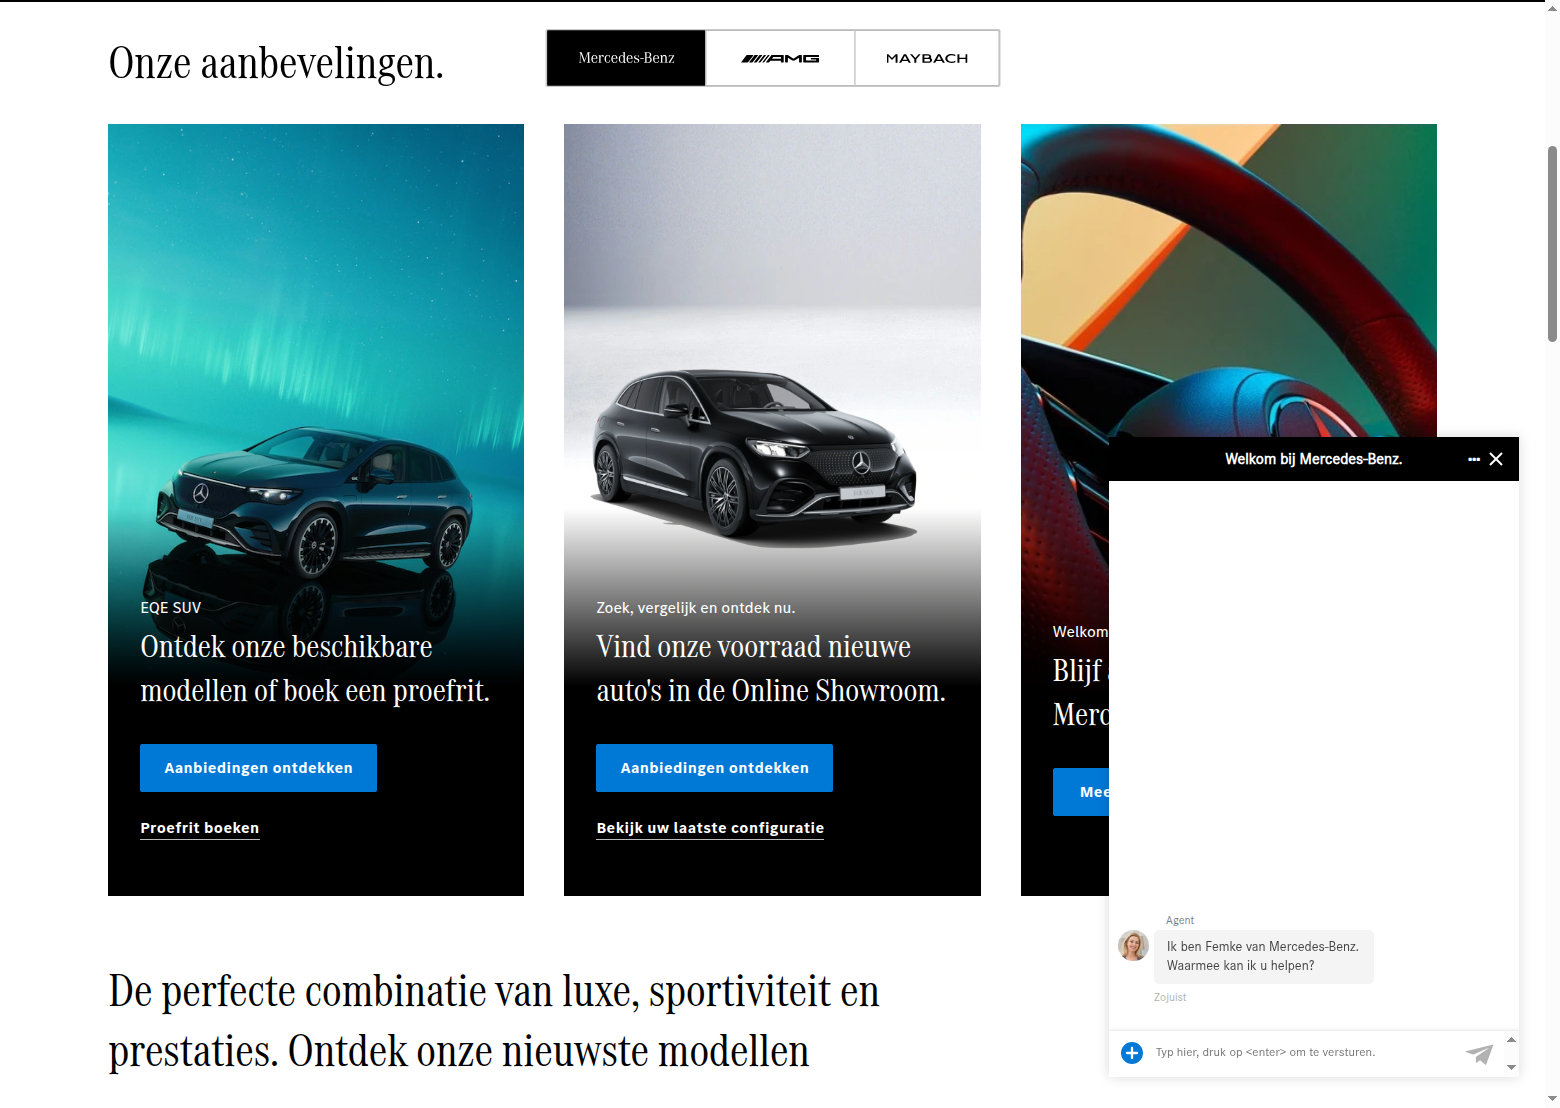 Onze aanbevelingen.
Mercedes-Benz
AMG
MAYBACH
EQE SUV
Ontdek onze beschikbare
modellen of boek een proefrit.
Aanbiedingen ontdekken
Proefrit boeken
Zoek, vergelijk en ontdek nu.
Vind onze voorraad nieuwe
auto's in de Online Showroom.
Aanbiedingen ontdekken
Bekijk uw laatste configuratie
Welkom
Blijf
Merc
Mee
Welkom bij Mercedes-Benz.
Agent
Ik ben Femke van Mercedes-Benz.
Waarmee kan ik u helpen?
Zojuist
Typ hier, druk op <enter> om te versturen.
De perfecte combinatie van luxe, sportiviteit en
prestaties. Ontdek onze nieuwste modellen